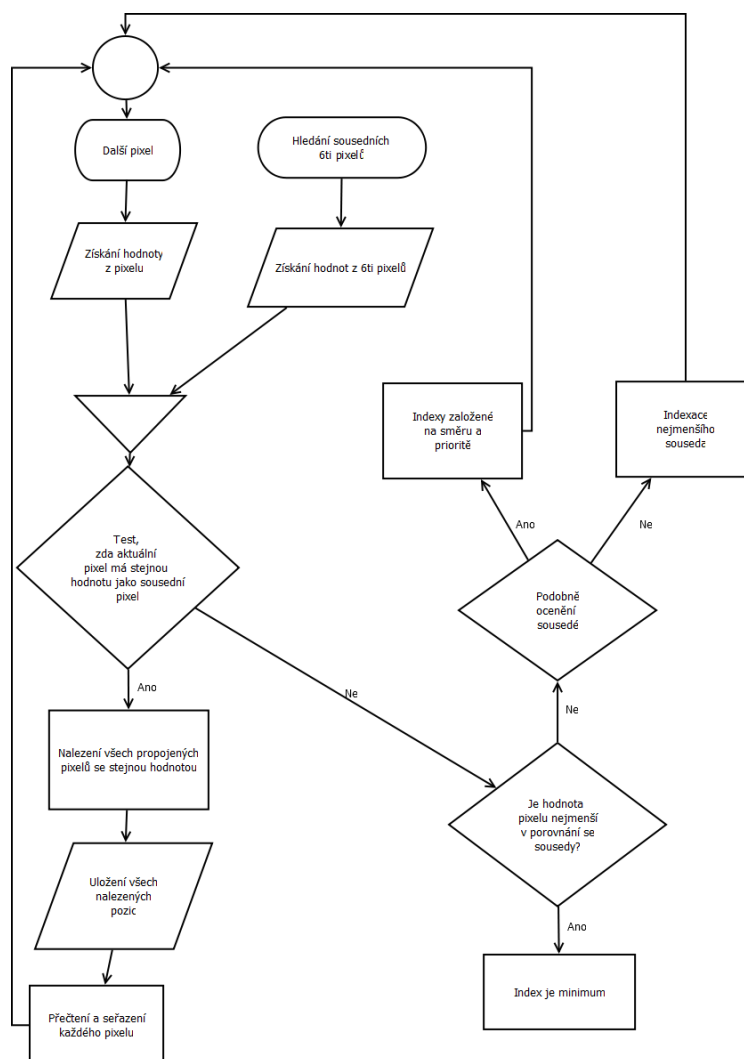 Další pixel
Hledání sousedních
6ti pixelů
Získání hodnoty
z pixelu
Získání hodnot z 6ti pixelů
Indexy založené
na směru a
prioritě
Indexace
nejmenšího
souseda
Ano
Ne
Test,
zda aktuální
pixel má stejnou
hodnotu jako sousední
pixel
Podobně
ocenění
sousedé
Ano
Ne
Ne
Nalezení všech propojených
pixelů se stejnou hodnotou
Je hodnota
pixelu nejmenší
v porovnání se
sousedy?
Uložení všech
nalezených
pozic
Ano
Index je minimum
Přečtení a seřazení
každého pixelu